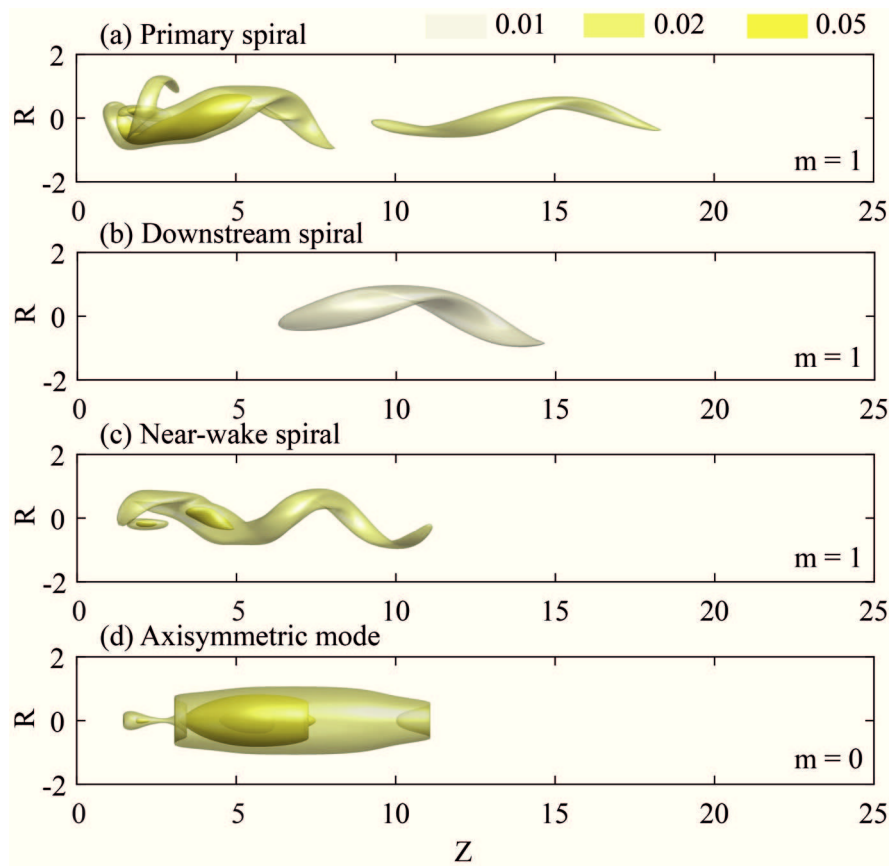 0.01 0.02 0.05
(a) Primary spiral
2
R 0
-2
m = 1
0 5 10 15 20 25
(b) Downstream spiral
2
R 0
-2
m = 1
0 5 10 15 20 25
(c) Near-wake spiral
2
R 0
-2
m = 1
0 5 10 15 20 25
(d) Axisymmetric mode
2
R 0
-2
m = 0
0 5 10 15 20 25
Z